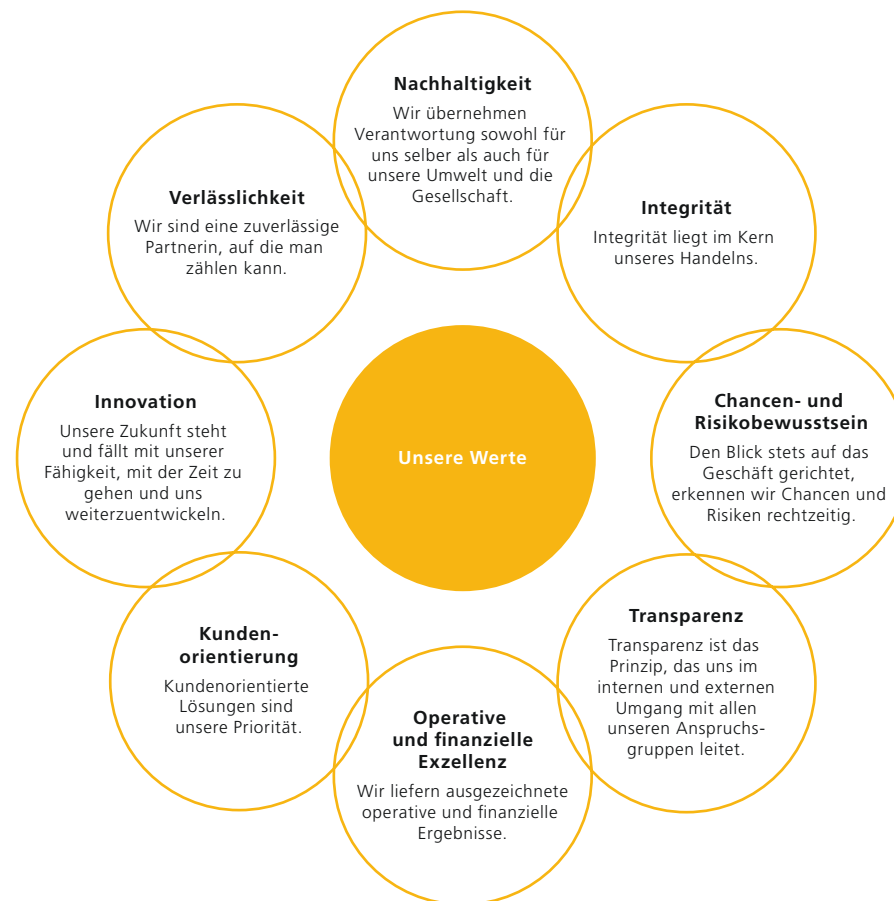 Nachhaltigkeit
Wir übernehmen
Verantwortung sowohl für
uns selber als auch für
unsere Umwelt und die
Gesellschaft.
Integrität
Integrität liegt im Kern
unseres Handelns.
Chancen- und
Risikobewusstsein
Den Blick stets auf das
Geschäft gerichtet,
erkennen wir Chancen und
Risiken rechtzeitig.
Transparenz
Transparenz ist das
Prinzip, das uns im
internen und externen
Umgang mit allen
unseren Anspruchs-
gruppen leitet.
Operative
und finanzielle
Exzellenz
Wir liefern ausgezeichnete
operative und finanzielle
Ergebnisse.
Kunden-
orientierung
Kundenorientierte
Lösungen sind
unsere Priorität.
Innovation
Unsere Zukunft steht
und fällt mit unserer
Fähigkeit, mit der Zeit zu
gehen und uns
weiterzuentwickeln.
Verlässlichkeit
Wir sind eine zuverlässige
Partnerin, auf die man
zählen kann.
Unsere Werte